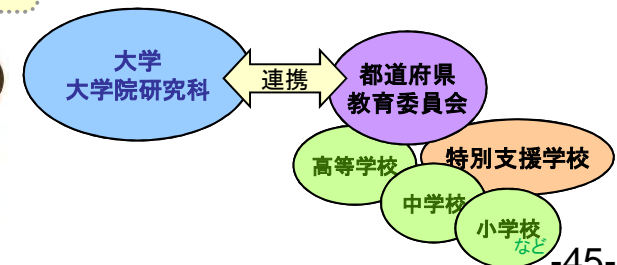 大学
大学院研究科
連携
都道府県
教育委員会
高等学校
特別支援学校
中学校
小学校
など
-45-